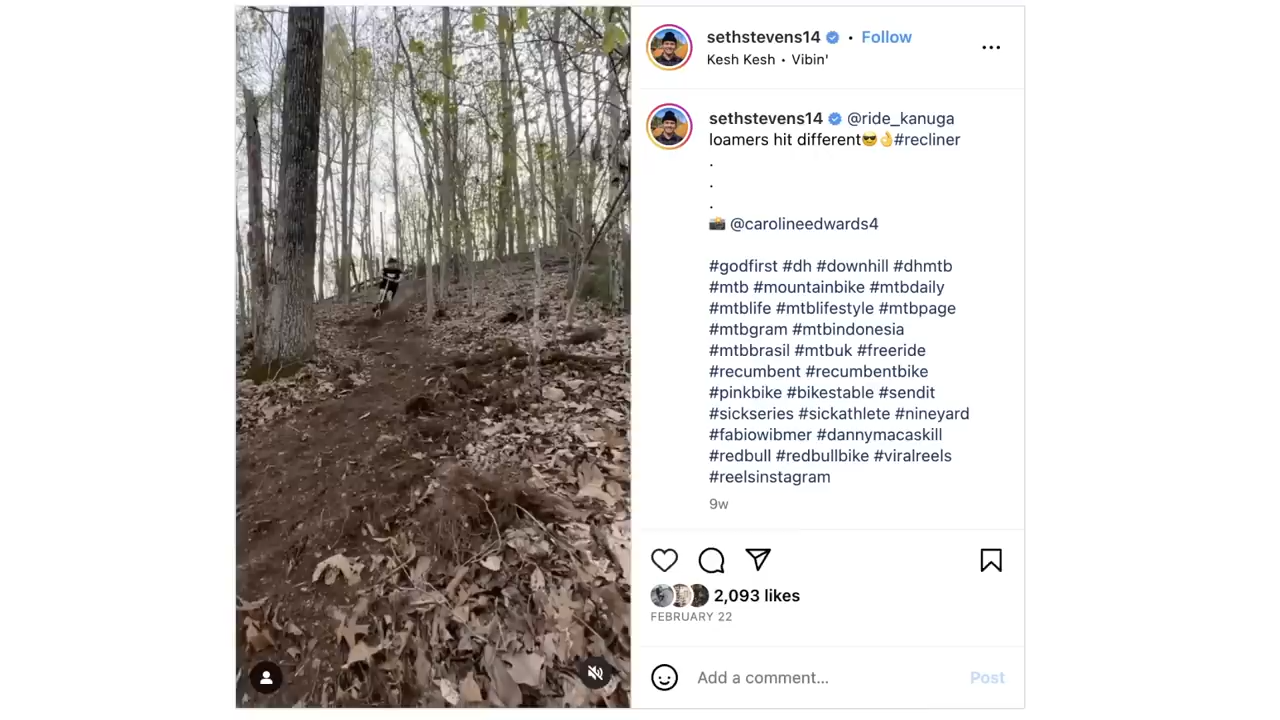 sethstevens14 • Follow
Kesh Kesh • Vibin'
sethstevens14 @ride_kanuga
loamers hit different😎👌#recliner
.
.
.
📸 @carolineedwards4
#godfirst #dh #downhill #dhmtb
#mtb #mountainbike #mtbdaily
#mtblife #mtblifestyle #mtbpage
#mtbgram #mtbindonesia
#mtbbrasil #mtbuk #freeride
#recumbent #recumbentbike
#pinkbike #bikestable #sendit
#sickseries #sickathlete #nineyard
#fabiowibmer #dannymacaskill
#redbull #redbullbike #viralreels
#reelsinstagram
9w
2,093 likes
FEBRUARY 22
Add a comment... Post